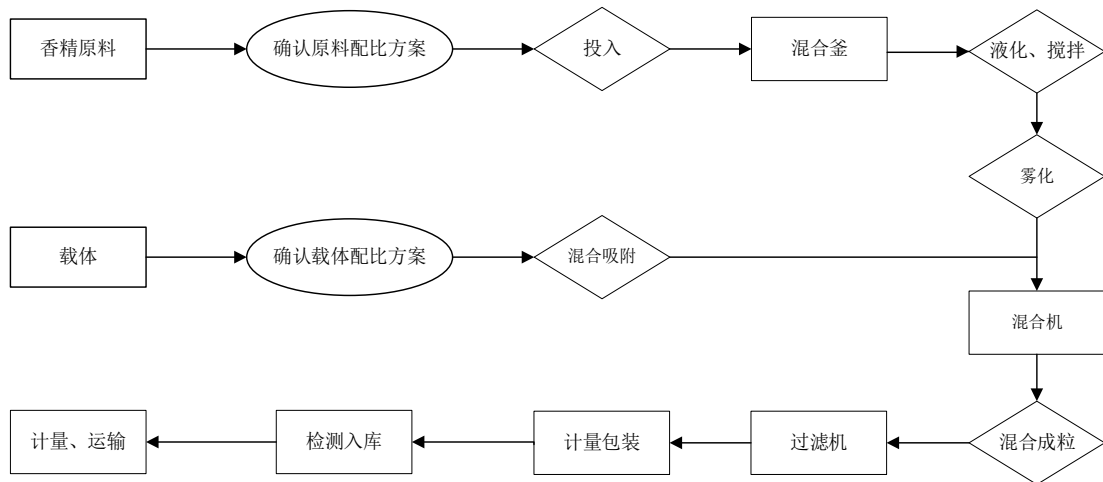 香精原料
确认原料配比方案
投入
混合釜
液化、搅拌
雾化
载体
确认载体配比方案
混合吸附
混合机
计量、运输
检测入库
计量包装
过滤机
混合成粒